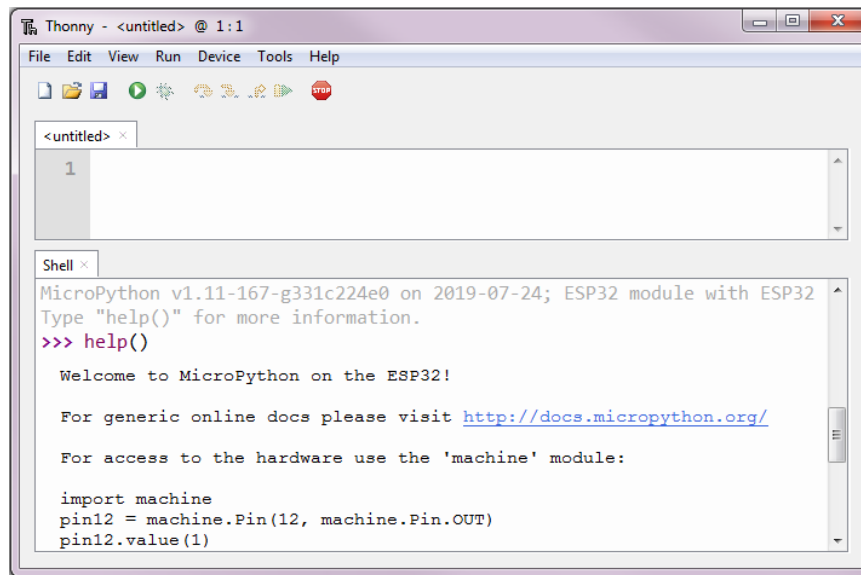 Thonny - <untitled> @ 1:1
File Edit View Run Device Tools Help
STOP
<untitled> ×
1
Shell ×
MicroPython v1.11-167-g331c224e0 on 2019-07-24; ESP32 module with ESP32
Type "help()" for more information.
>>> help()
Welcome to MicroPython on the ESP32!
For generic online docs please visit http://docs.micropython.org/
For access to the hardware use the 'machine' module:
import machine
pin12 = machine.Pin(12, machine.Pin.OUT)
pin12.value(1)